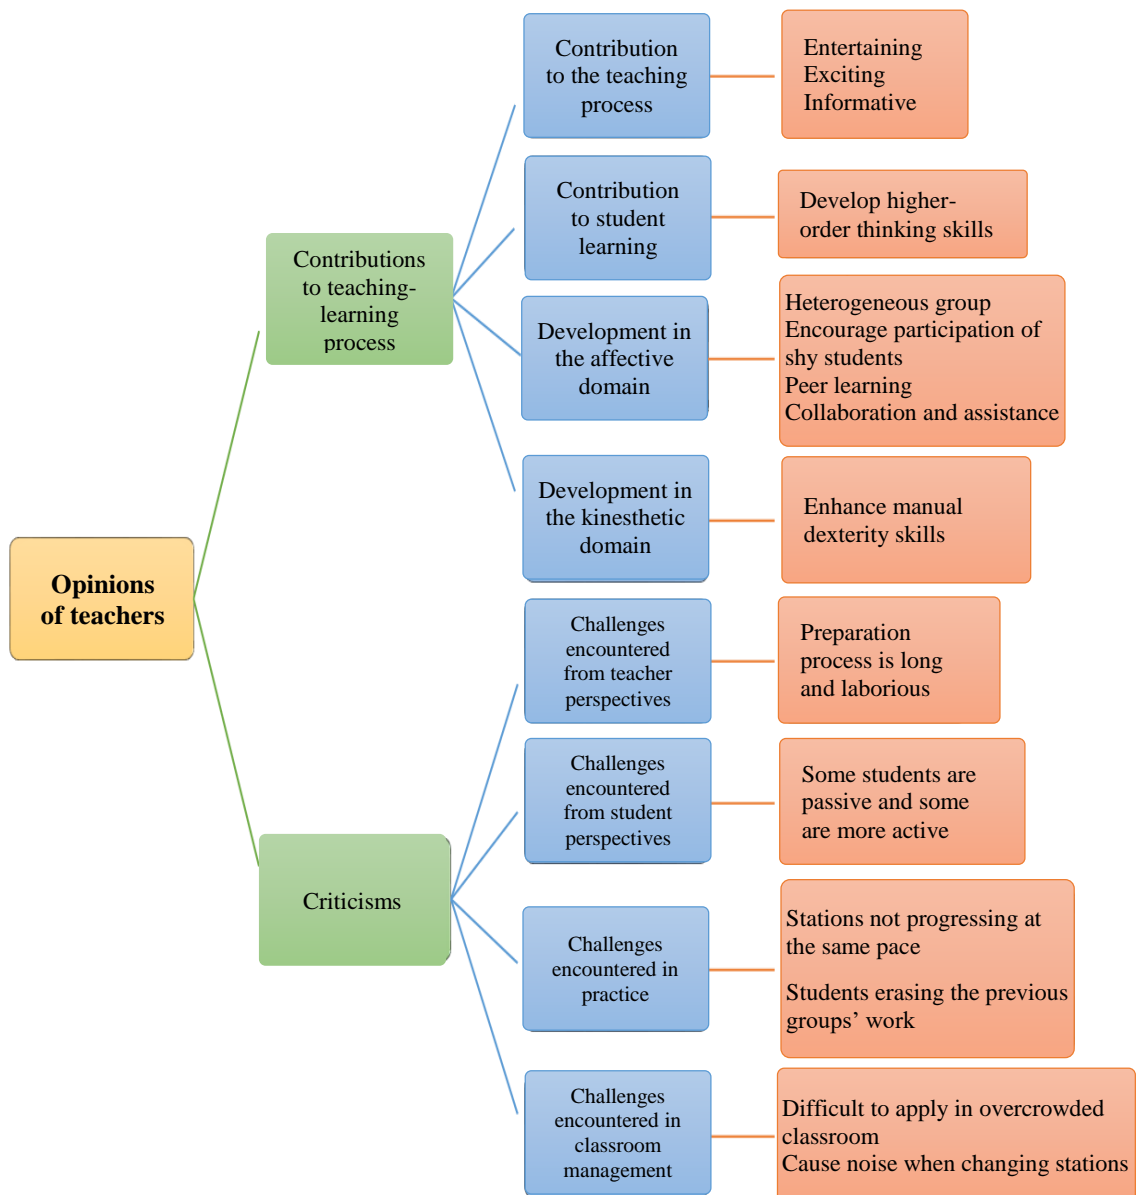 Opinions
of teachers
Contributions
to teaching-
learning
process
Contribution
to the teaching
process
Entertaining
Exciting
Informative
Contribution
to student
learning
Develop higher-
order thinking skills
Development in
the affective
domain
Heterogeneous group
Encourage participation of
shy students
Peer learning
Collaboration and assistance
Development in
the kinesthetic
domain
Enhance manual
dexterity skills
Criticisms
Challenges
encountered
from teacher
perspectives
Preparation
process is long
and laborious
Challenges
encountered
from student
perspectives
Some students are
passive and some
are more active
Challenges
encountered in
practice
Stations not progressing at
the same pace
Students erasing the previous
groups’ work
Challenges
encountered in
classroom
management
Difficult to apply in overcrowded
classroom
Cause noise when changing stations